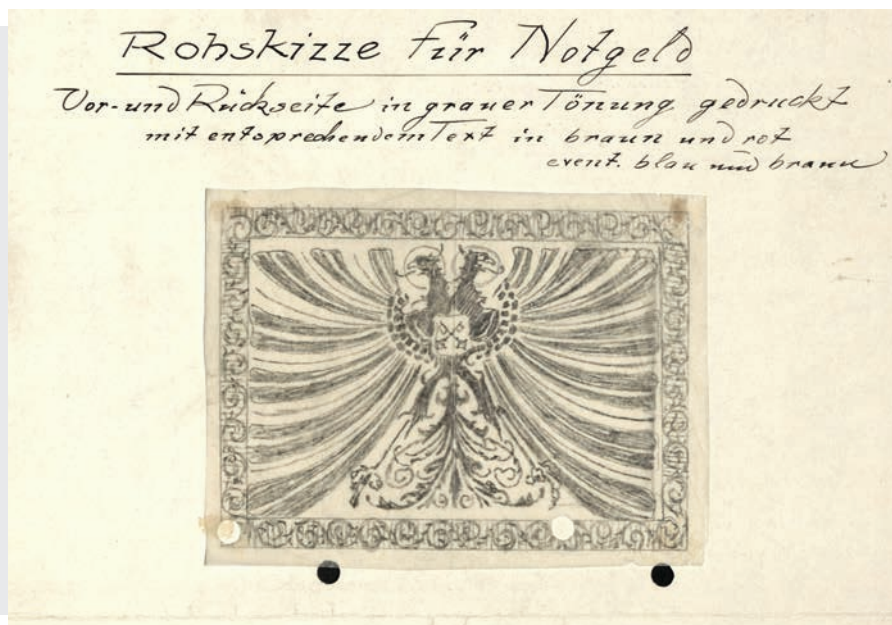 Rohskizze für Notgeld
Vor- und Rückseite in grauer Tönung gedruckt
mit entsprechendem Text in braun und rot
event. blau und braun